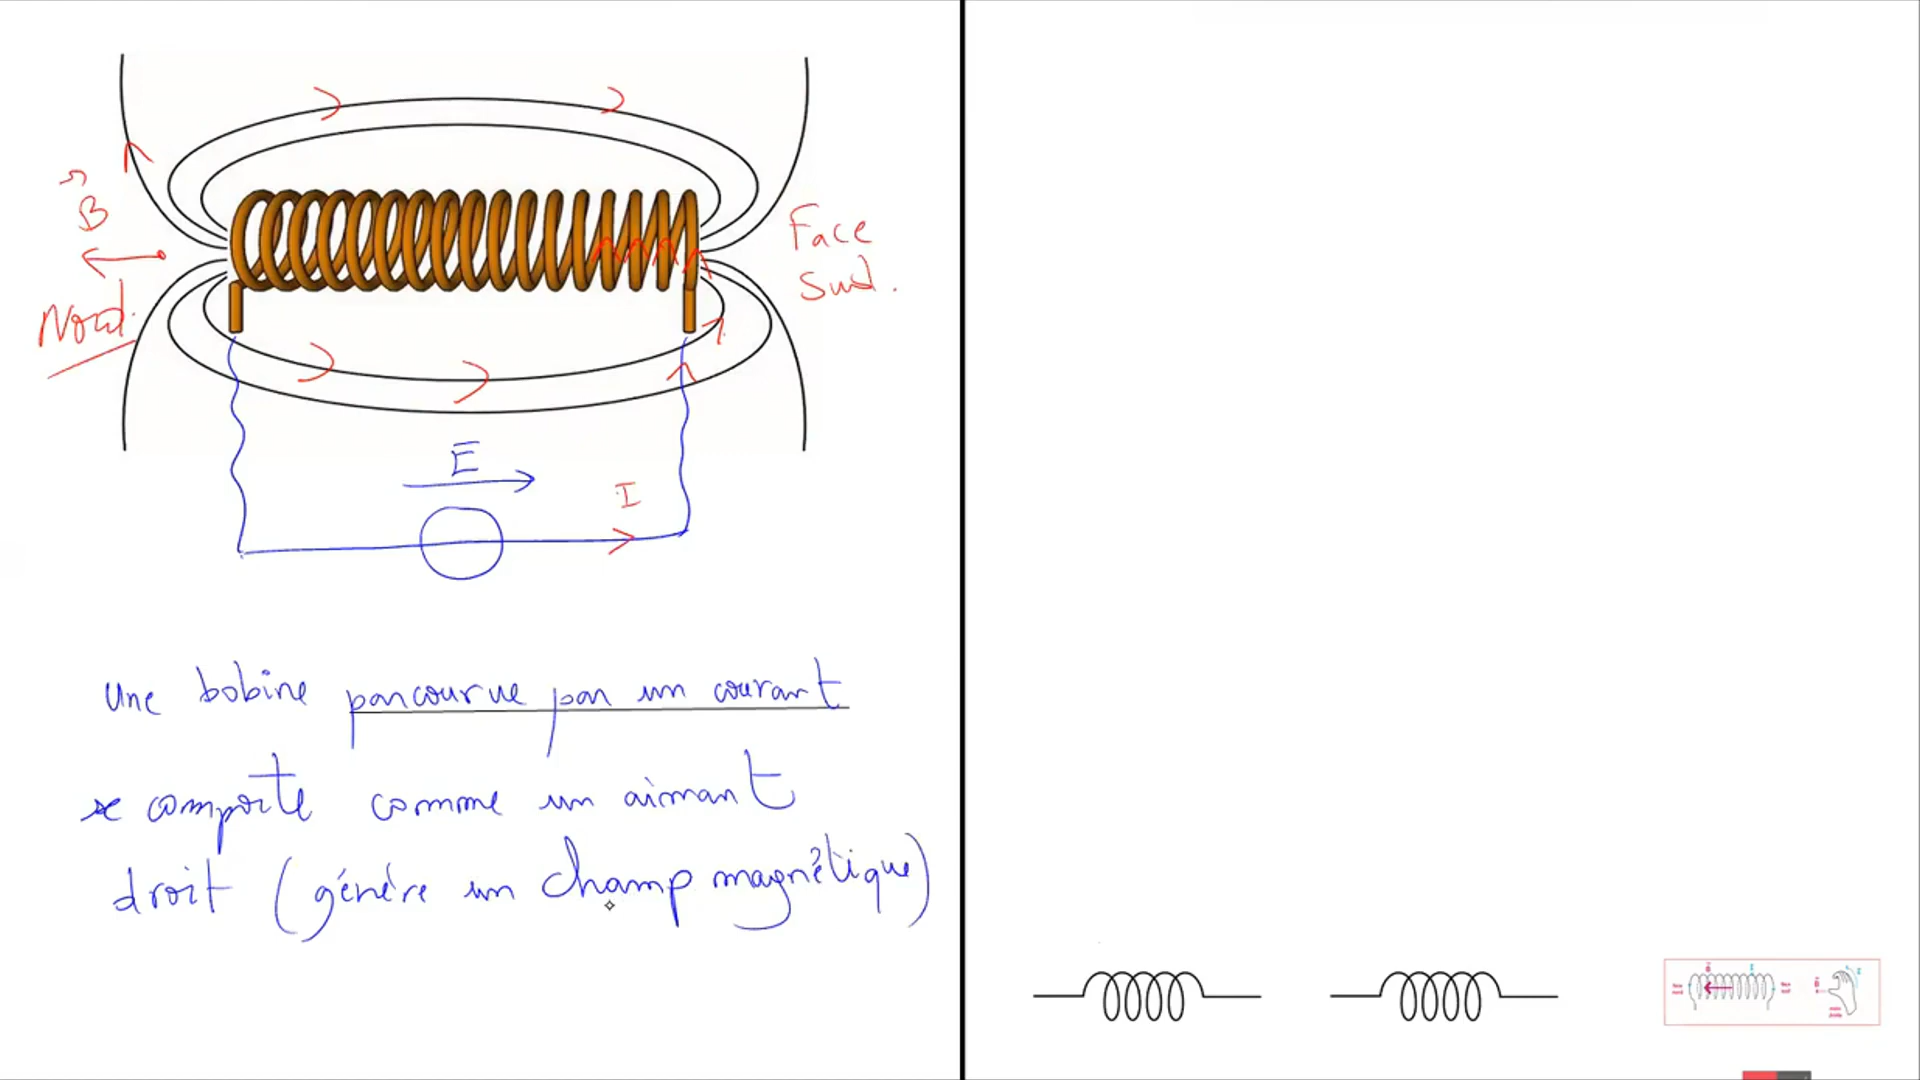 B
Nord.
Face
Sud.
E
I
Une bobine parcourue par un courant
se comporte comme un aimant
droit (génère un champ magnétique)